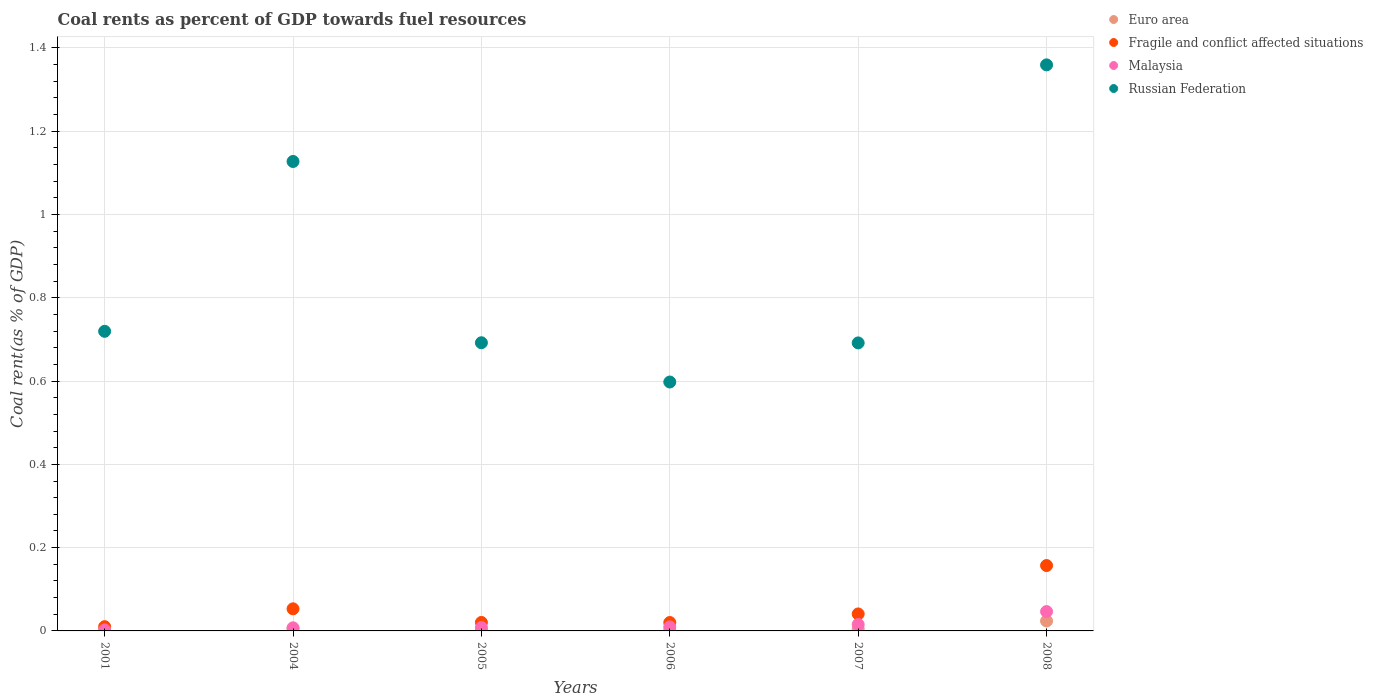 Coal rents as percent of GDP towards fuel resources
Euro area
Fragile and conflict affected situations
Malaysia
Russian Federation
Coal rent(as % of GDP)
1.4
1.2
1
0.8
0.6
0.4
0.2
0
2001
2004
2005
2006
2007
2008
Years